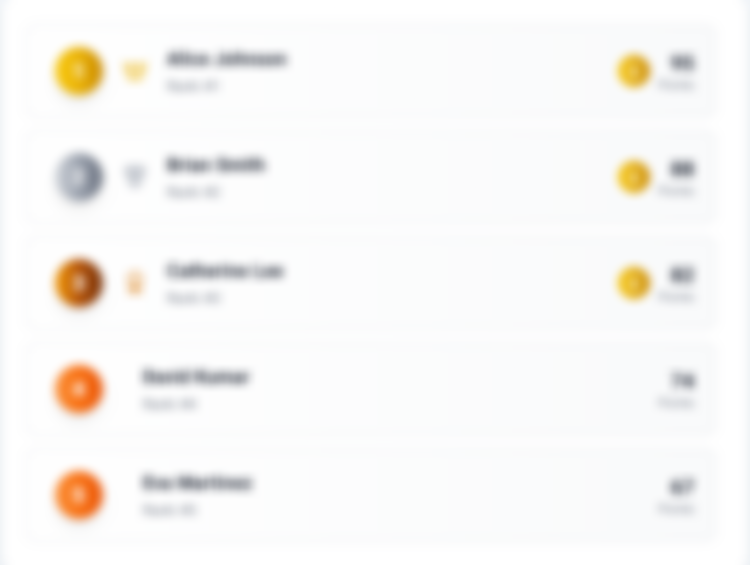 1
Alice Johnson
Rank #1
95
Points
2
Brian Smith
Rank #2
88
Points
3
Catherine Lee
Rank #3
82
Points
4
David Kumar
Rank #4
74
Points
5
Eva Martinez
Rank #5
67
Points